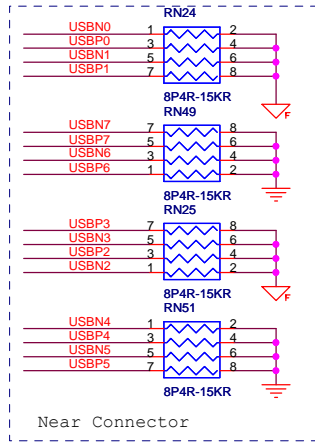 RN24
USBN0 1 2
USBP0 3 4
USBN1 5 6
USBP1 7 8
F
8P4R-15KR
RN49
USBN7 7 8
USBP7 5 6
USBN6 3 4
USBP6 1 2
8P4R-15KR
RN25
USBP3 7 8
USBN3 5 6
USBP2 3 4
USBN2 1 2
F
8P4R-15KR
RN51
USBN4 1 2
USBP4 3 4
USBN5 5 6
USBP5 7 8
8P4R-15KR
Near Connector